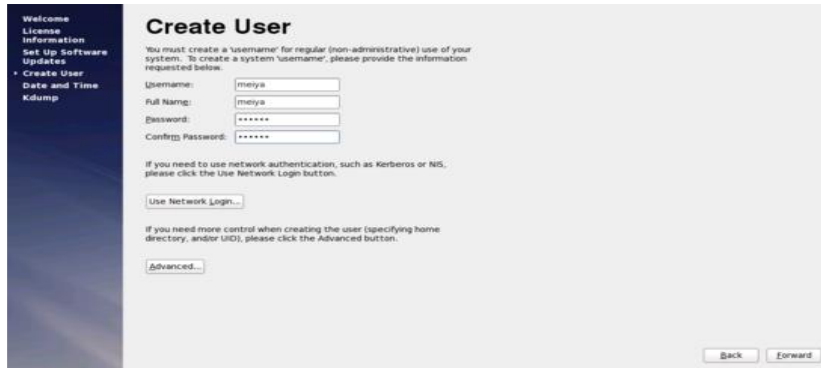 Welcome
License
Information
Set Up Software
Updates
Create User
Date and Time
Kdump
Create User
You must create a 'username' for regular (non-administrative) use of your
system. To create a system 'username', please provide the information
requested below.
Username: meiya
Full Name: meiya
Password: ••••••
Confirm Password: ••••••
If you need to use network authentication, such as Kerberos or NIS,
please click the Use Network Login button.
Use Network Login...
If you need more control when creating the user (specifying home
directory, and/or UID), please click the Advanced button.
Advanced...
Back Forward